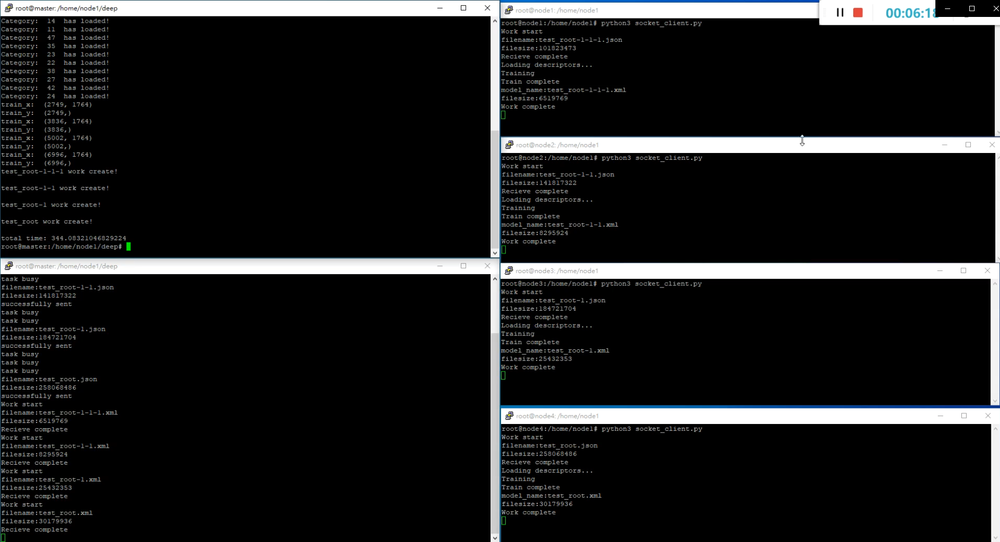 root@master: /home/node1/deep
Category:  14  has loaded!
Category:  11  has loaded!
Category:  47  has loaded!
Category:  35  has loaded!
Category:  23  has loaded!
Category:  22  has loaded!
Category:  38  has loaded!
Category:  27  has loaded!
Category:  42  has loaded!
Category:  24  has loaded!
train_x:  (2749, 1764)
train_y:  (2749,)
train_x:  (3836, 1764)
train_y:  (3836,)
train_x:  (5002, 1764)
train_y:  (5002,)
train_x:  (6996, 1764)
train_y:  (6996,)
test_root-1-1-1 work create!
test_root-1-1 work create!
test_root-1 work create!
test_root work create!
total time: 344.08321046829224
root@master:/home/node1/deep#
root@master: /home/node1/deep
task busy
filename:test_root-1-1.json
filesize:141817322
successfully sent
task busy
task busy
filename:test_root-1.json
filesize:184721704
successfully sent
task busy
task busy
task busy
filename:test_root.json
filesize:258068486
successfully sent
Work start
filename:test_root-1-1-1.xml
filesize:6519769
Recieve complete
Work start
filename:test_root-1-1.xml
filesize:8295924
Recieve complete
Work start
filename:test_root-1.xml
filesize:25432353
Recieve complete
Work start
filename:test_root.xml
filesize:30179936
Recieve complete
root@node1: /home/node1
00:06:18
root@node1:/home/node1# python3 socket_client.py
Work start
filename:test_root-1-1-1.json
filesize:101823473
Recieve complete
Loading descriptors...
Training
Train complete
model_name:test_root-1-1-1.xml
filesize:6519769
Work complete
root@node2: /home/node1
root@node2:/home/node1# python3 socket_client.py
Work start
filename:test_root-1-1.json
filesize:141817322
Recieve complete
Loading descriptors...
Training
Train complete
model_name:test_root-1-1.xml
filesize:8295924
Work complete
root@node3: /home/node1
root@node3:/home/node1# python3 socket_client.py
Work start
filename:test_root-1.json
filesize:184721704
Recieve complete
Loading descriptors...
Training
Train complete
model_name:test_root-1.xml
filesize:25432353
Work complete
root@node4: /home/node1
root@node4:/home/node1# python3 socket_client.py
Work start
filename:test_root.json
filesize:258068486
Recieve complete
Loading descriptors...
Training
Train complete
model_name:test_root.xml
filesize:30179936
Work complete